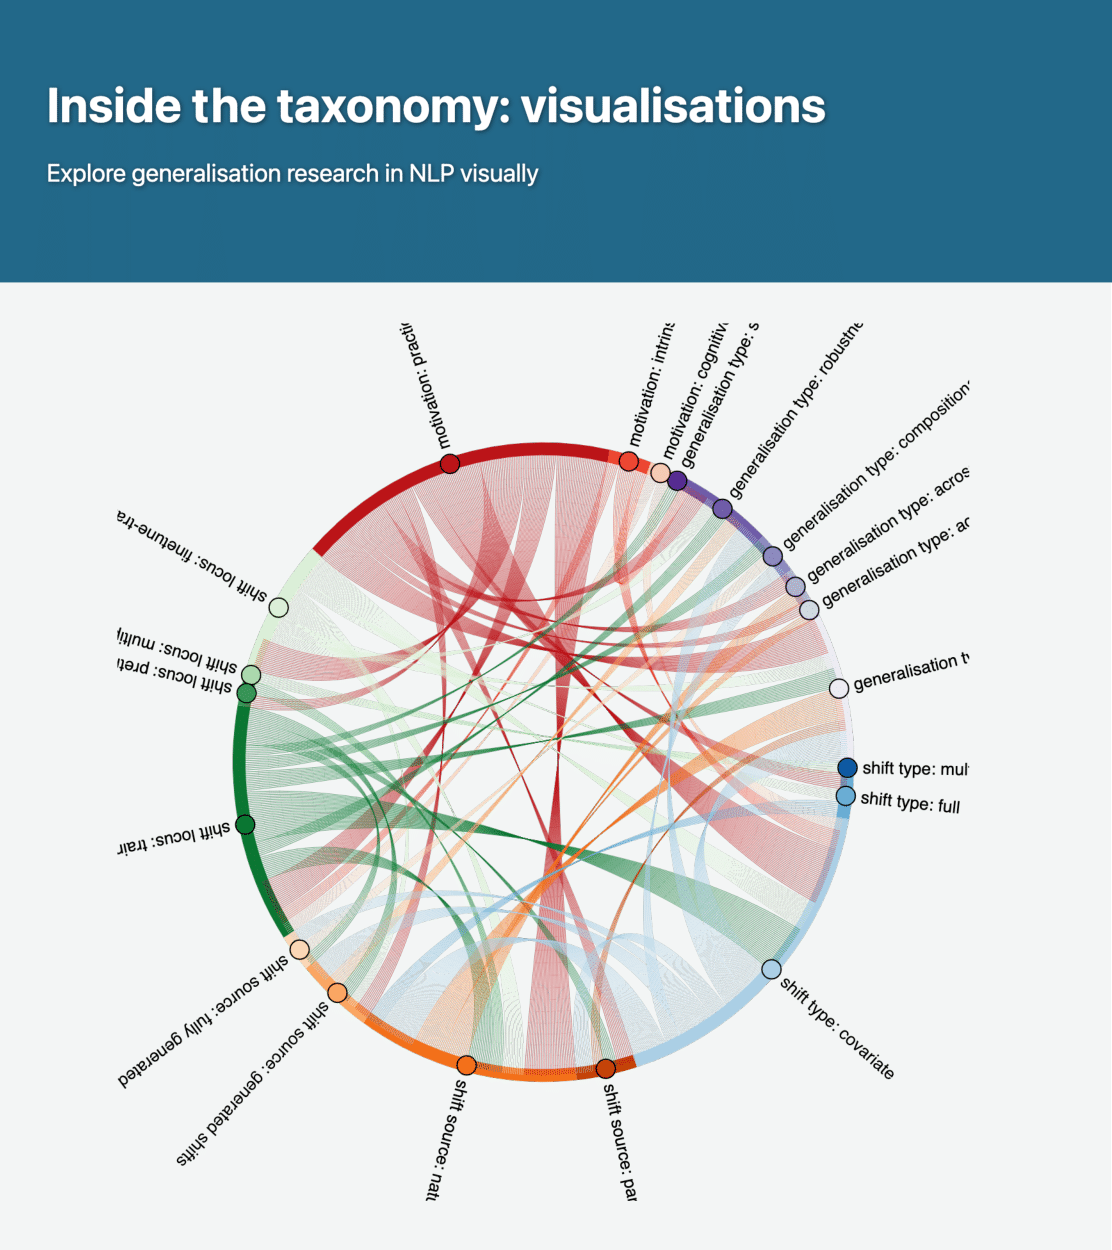 Inside the taxonomy: visualisations
Explore generalisation research in NLP visually
motivation: practi
motivation: intrins
motivation: cognitiv
generalisation type: s
generalisation type: robustne
generalisation type: composition
generalisation type: acros
generalisation type: ac
generalisation
shift type: mul
shift type: full
shift type: covariate
shift source: par
shift source: natu
shift source: generated shifts
shift source: fully generated
shift locus: train
shift locus: pret
shift locus: multip
shift locus: finetune-tra